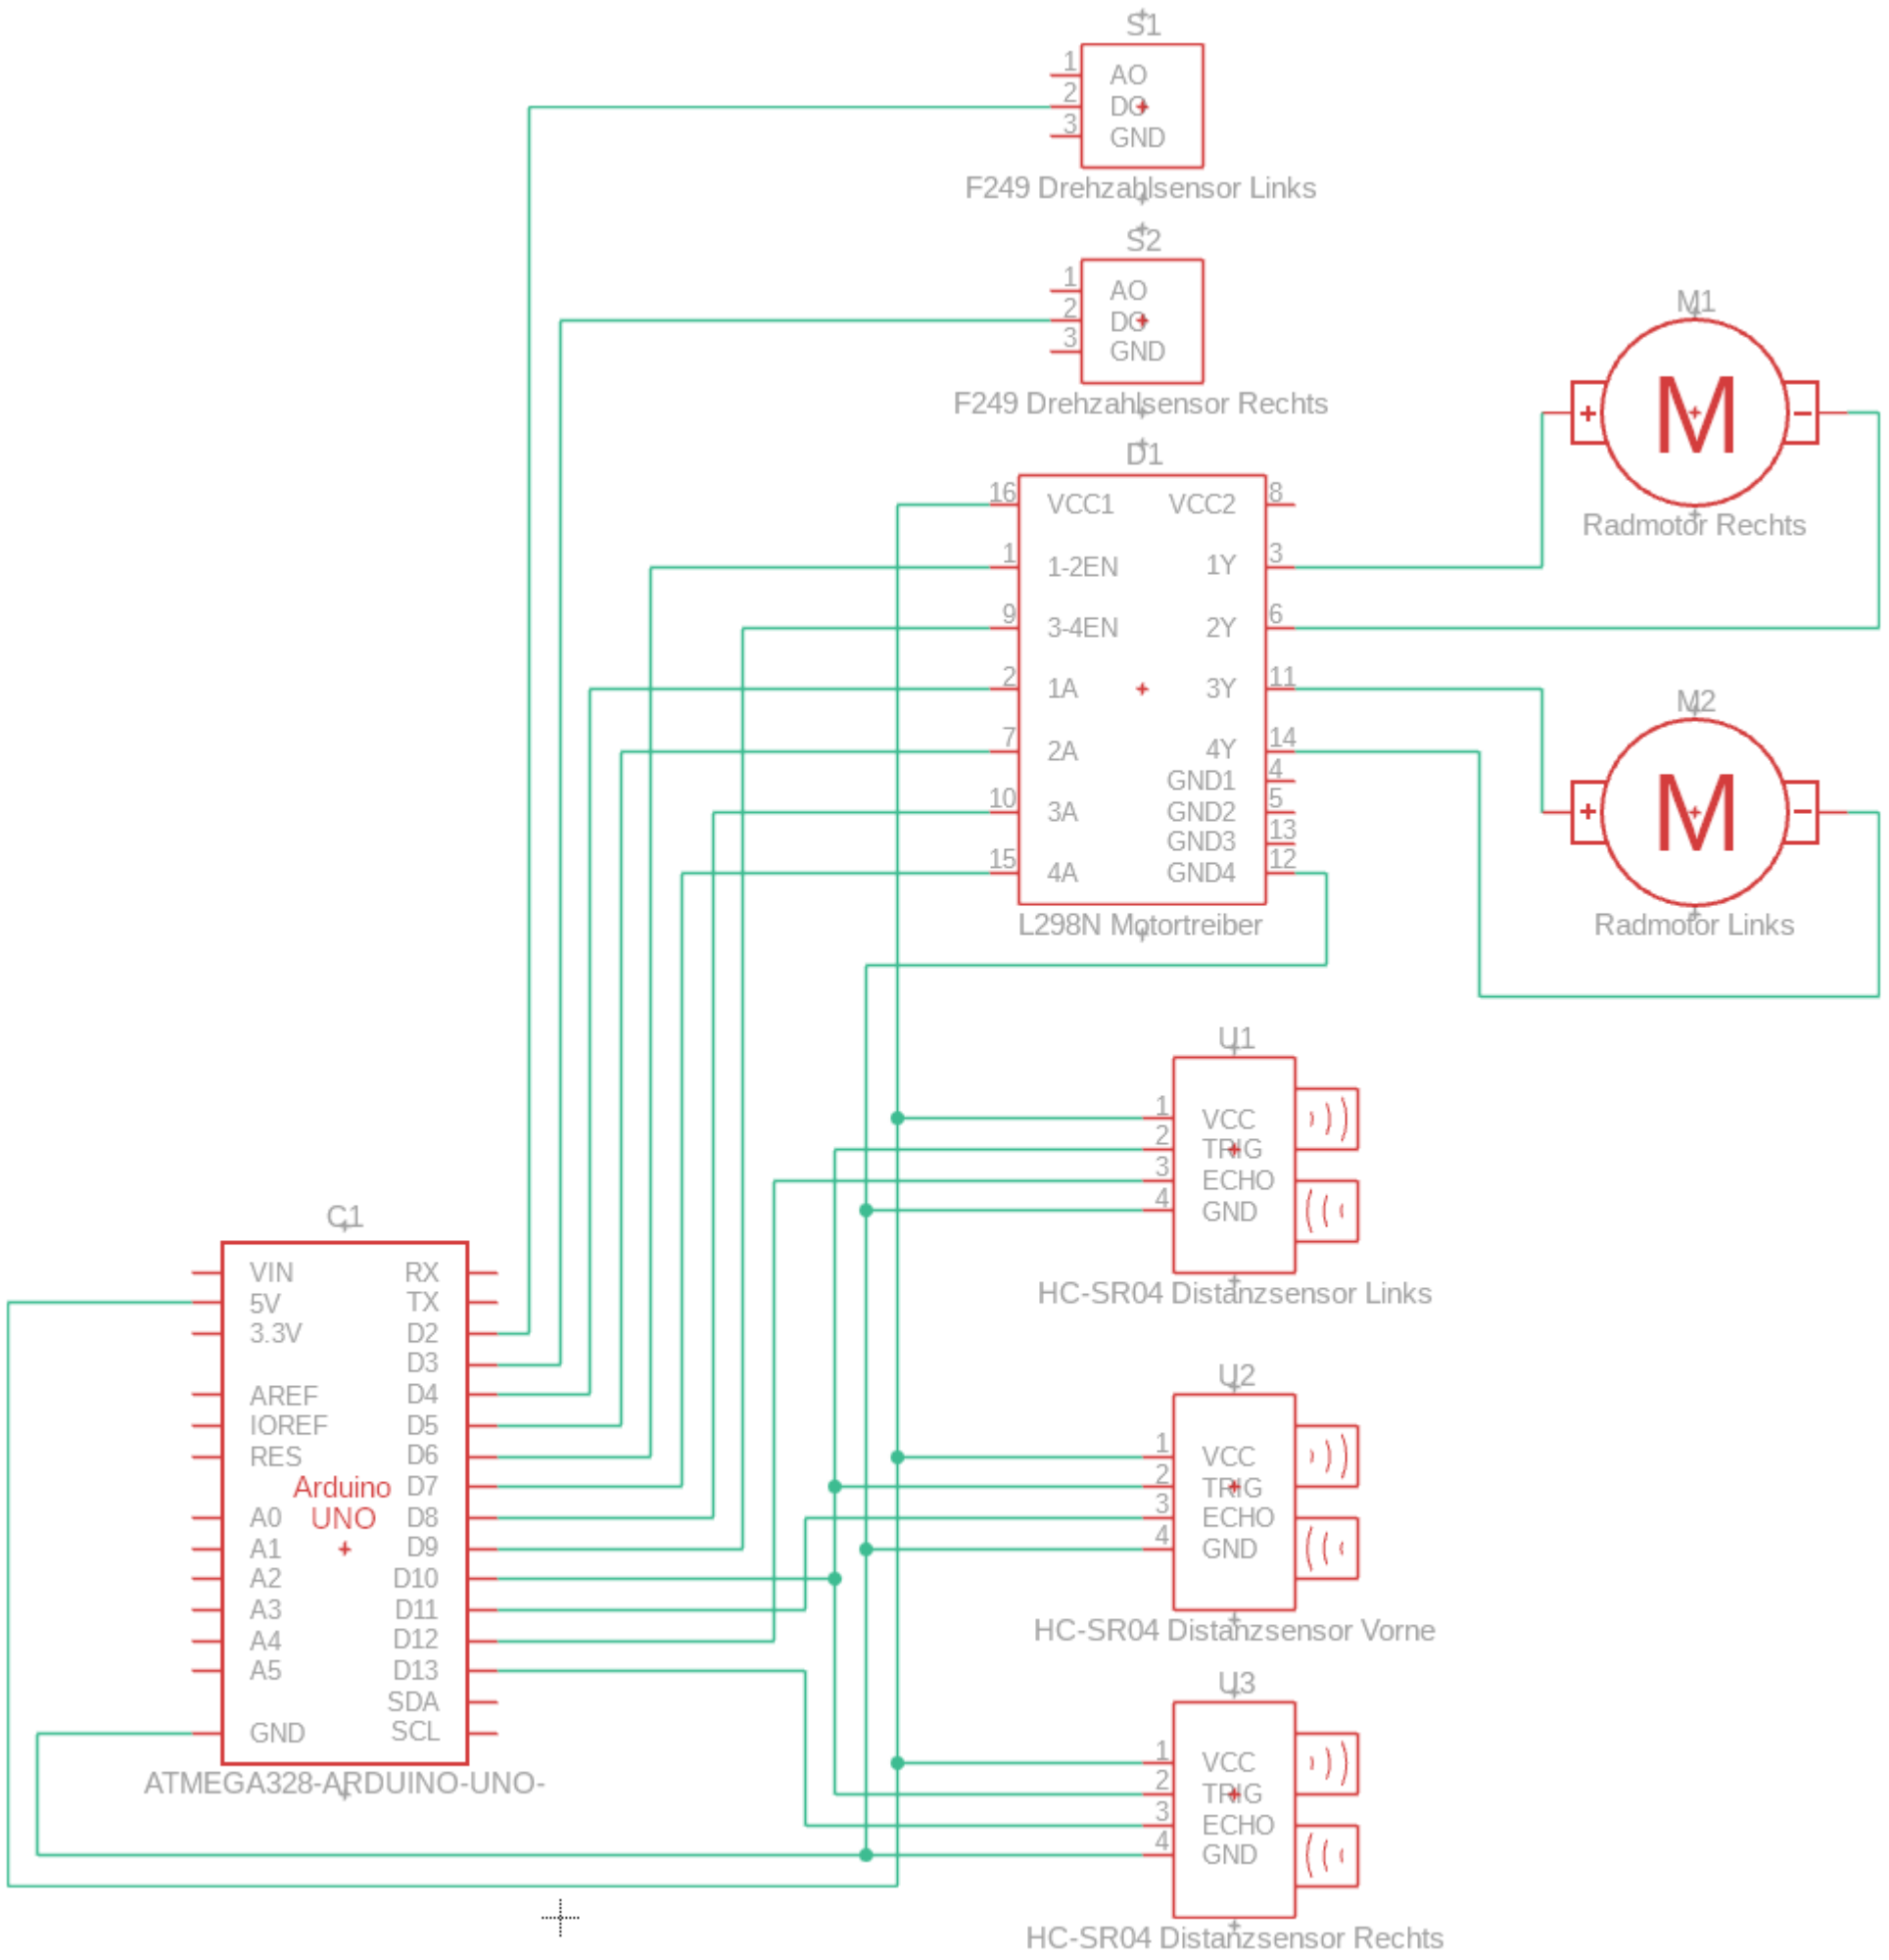 S1
1 AO
2 DO
3 GND
F249 Drehzahlsensor Links
S2
1 AO
2 DO
3 GND
F249 Drehzahlsensor Rechts
M1
+ M −
Radmotor Rechts
D1
16 VCC1 VCC2 8
1 1-2EN 1Y 3
9 3-4EN 2Y 6
2 1A 3Y 11
7 2A 4Y 14
GND1 4
10 3A GND2 5
GND3 13
15 4A GND4 12
L298N Motortreiber
M2
+ M −
Radmotor Links
U1
1 VCC
2 TRIG
3 ECHO
4 GND
HC-SR04 Distanzsensor Links
C1
VIN RX
5V TX
3.3V D2
D3
AREF D4
IOREF D5
RES D6
Arduino D7
A0 UNO D8
A1 D9
A2 D10
A3 D11
A4 D12
A5 D13
SDA
GND SCL
ATMEGA328-ARDUINO-UNO-
U2
1 VCC
2 TRIG
3 ECHO
4 GND
HC-SR04 Distanzsensor Vorne
U3
1 VCC
2 TRIG
3 ECHO
4 GND
HC-SR04 Distanzsensor Rechts